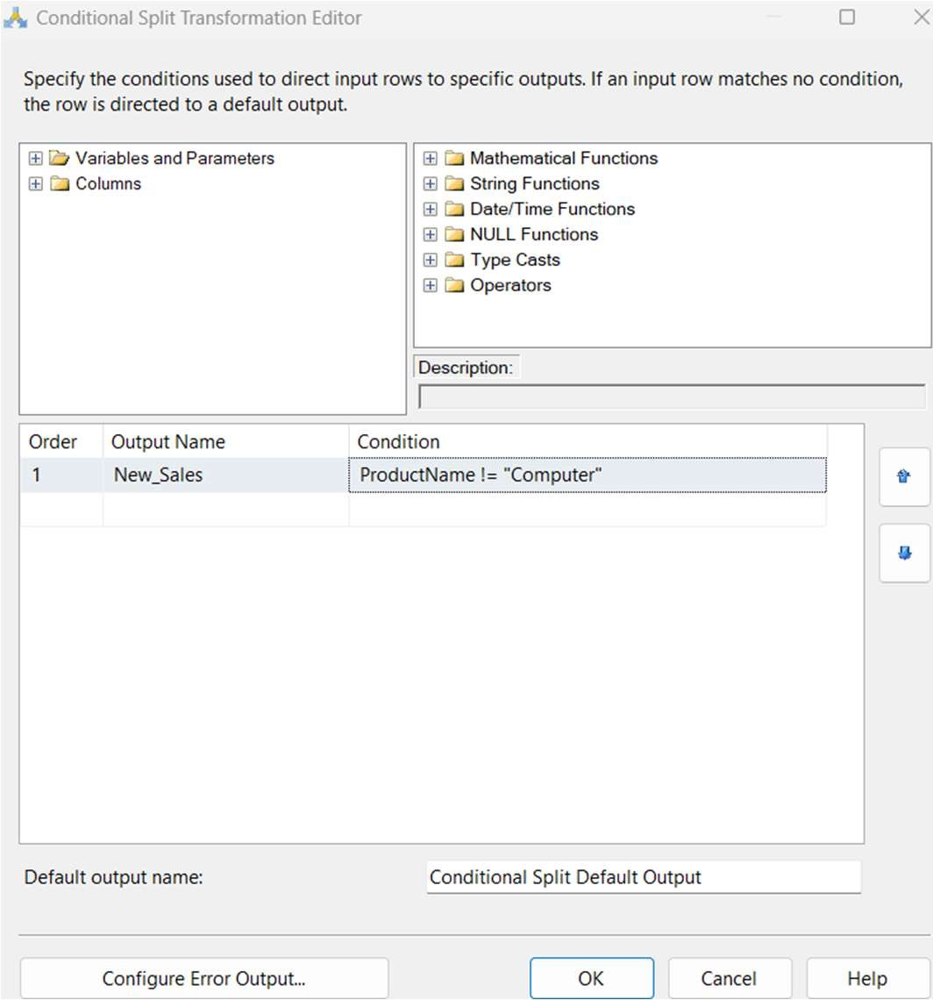 Conditional Split Transformation Editor
Specify the conditions used to direct input rows to specific outputs. If an input row matches no condition,
the row is directed to a default output.
Variables and Parameters
Columns
Mathematical Functions
String Functions
Date/Time Functions
NULL Functions
Type Casts
Operators
Description:
Order Output Name Condition
1 New_Sales ProductName != "Computer"
Default output name: Conditional Split Default Output
Configure Error Output... OK Cancel Help